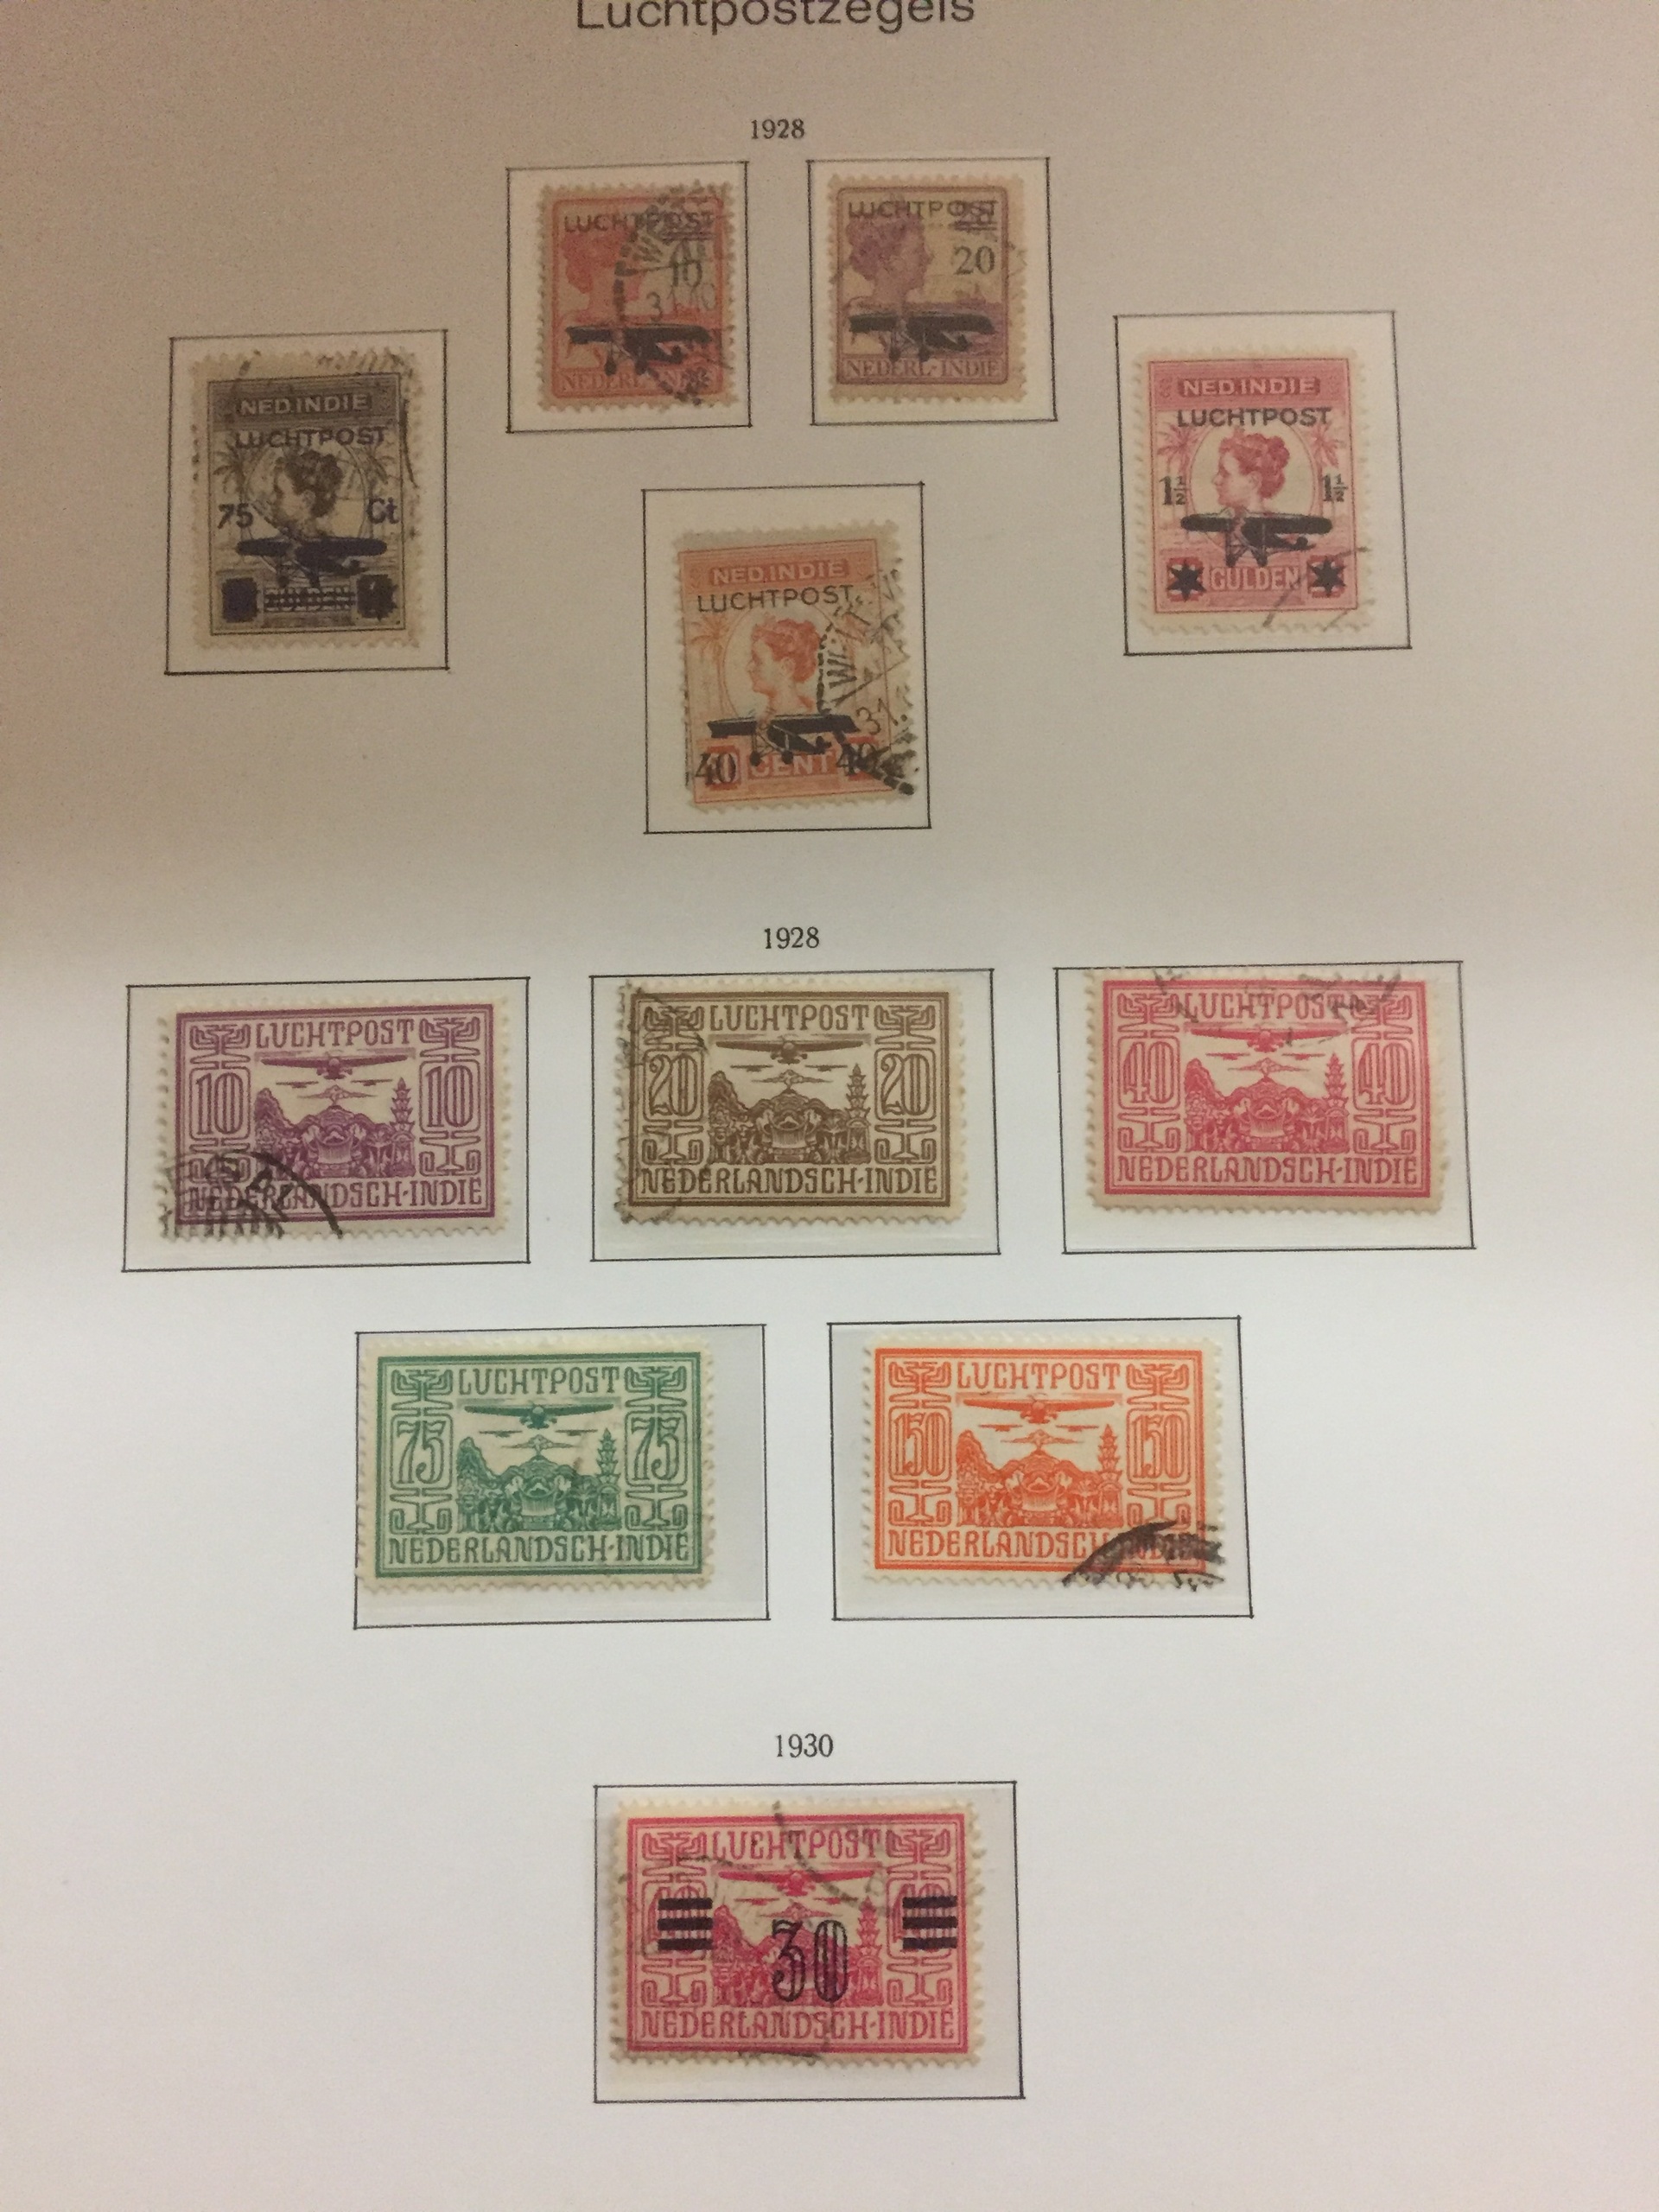 Luchtpostzegels
1928
LUCHTPOST
10
NEDERL-INDIE
LUCHTPOST
20
NEDERL-INDIE
NED.INDIE
LUCHTPOST
75 Ct
GULDEN
NED.INDIE
LUCHTPOST
1½ 1½
GULDEN
NED.INDIE
LUCHTPOST
40 CENT 40
1928
LUCHTPOST
10 10
NEDERLANDSCH-INDIE
LUCHTPOST
20 20
NEDERLANDSCH-INDIE
LUCHTPOST
40 40
NEDERLANDSCH-INDIE
LUCHTPOST
75 75
NEDERLANDSCH-INDIE
LUCHTPOST
150 150
NEDERLANDSCH-INDIE
1930
LUCHTPOST
30
NEDERLANDSCH-INDIE